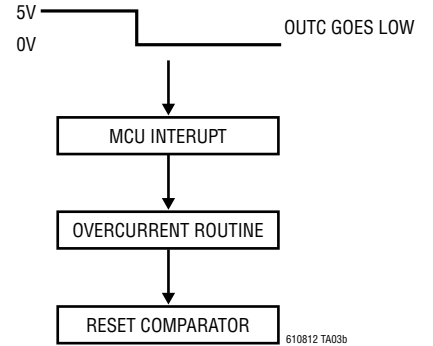 5V
OUTC GOES LOW
0V
MCU INTERUPT
OVERCURRENT ROUTINE
RESET COMPARATOR
610812 TA03b